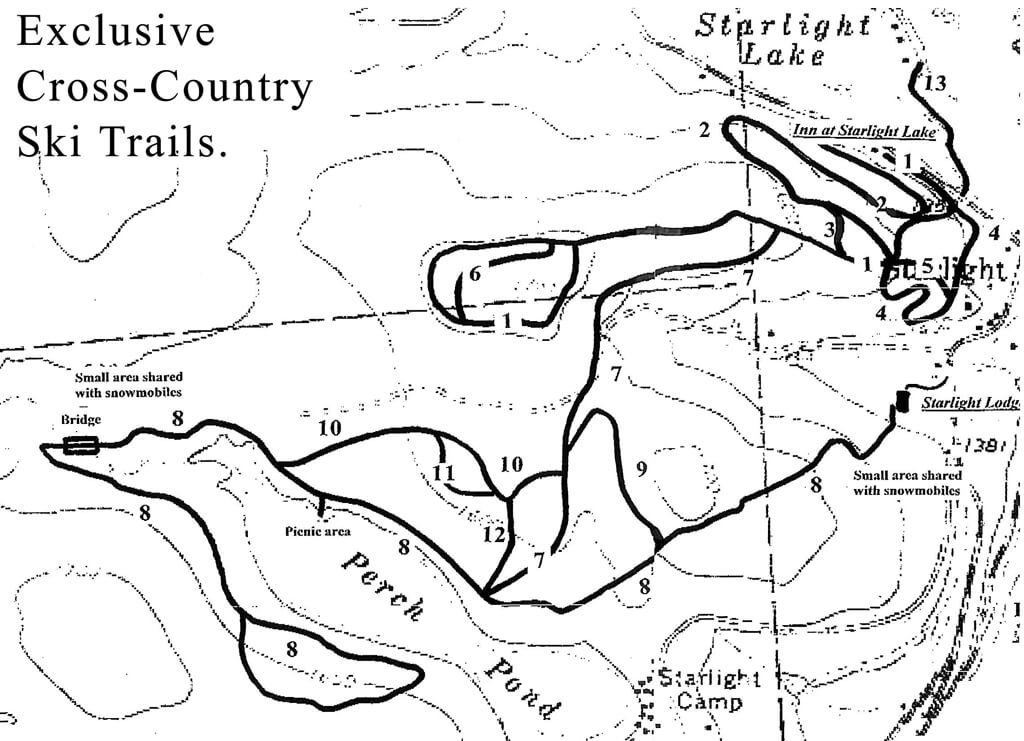 Exclusive
Cross-Country
Ski Trails.
Starlight
Lake
13
2
Inn at Starlight Lake
1
2
3
4
1
5
4
6
1
7
7
Small area shared
with snowmobiles
Bridge
8
10
11
10
9
Starlight Lodge
1381
Small area shared
with snowmobiles
8
8
Picnic area
8
12
7
8
Perch
Pond
8
Starlight
Camp